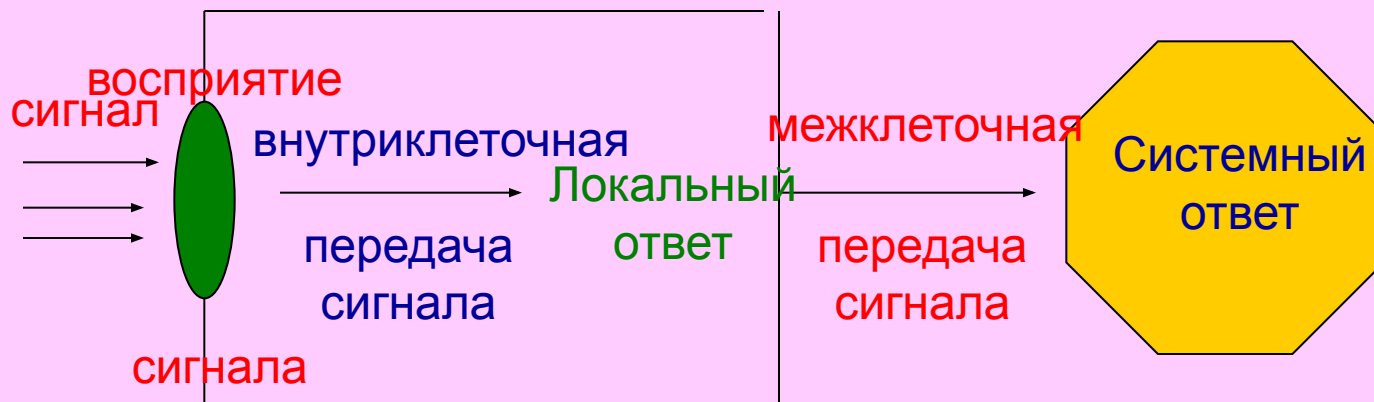 восприятие
сигнал
сигнала
внутриклеточная
передача
сигнала
Локальный
ответ
межклеточная
передача
сигнала
Системный
ответ